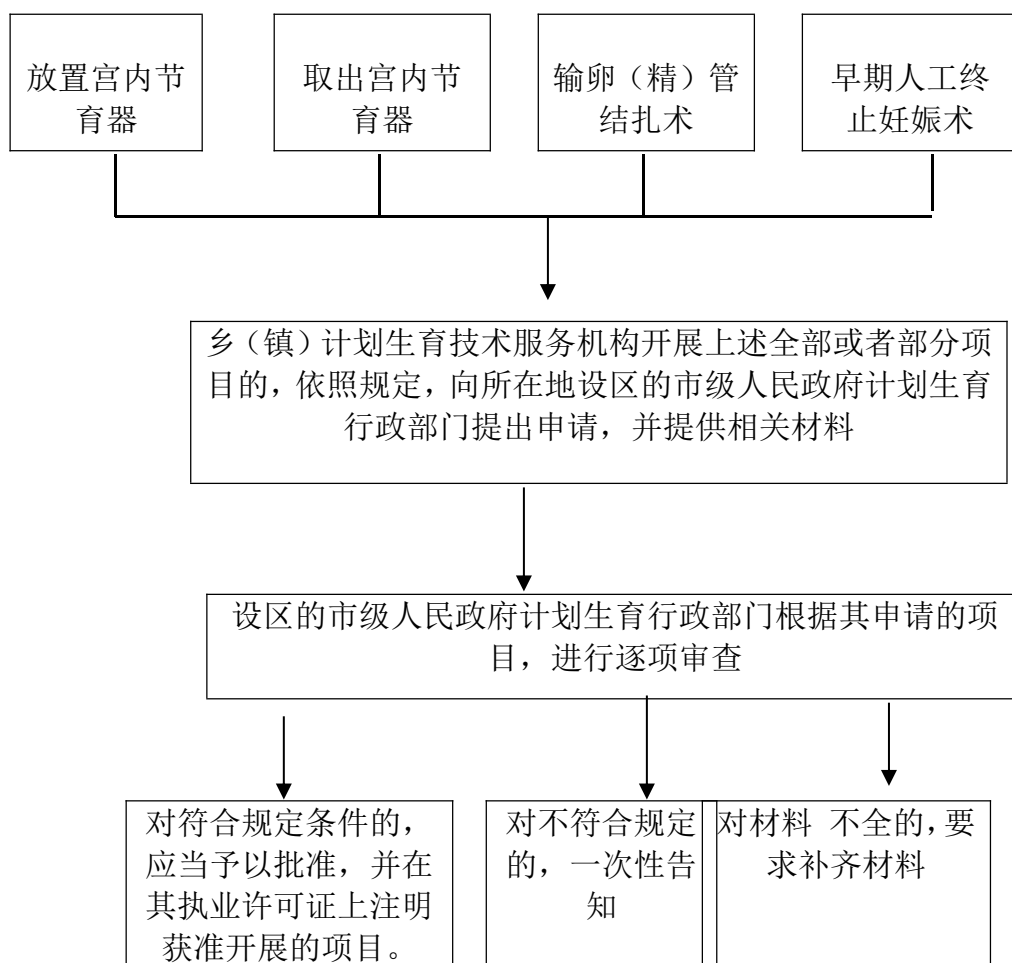 放置宫内节
育器
取出宫内节
育器
输卵（精）管
结扎术
早期人工终
止妊娠术
乡（镇）计划生育技术服务机构开展上述全部或者部分项
目的，依照规定，向所在地设区的市级人民政府计划生育
行政部门提出申请，并提供相关材料
设区的市级人民政府计划生育行政部门根据其申请的项
目，进行逐项审查
对符合规定条件的，
应当予以批准，并在
其执业许可证上注明
获准开展的项目。
对不符合规定
的，一次性告
知
对材料 不全的，要
求补齐材料